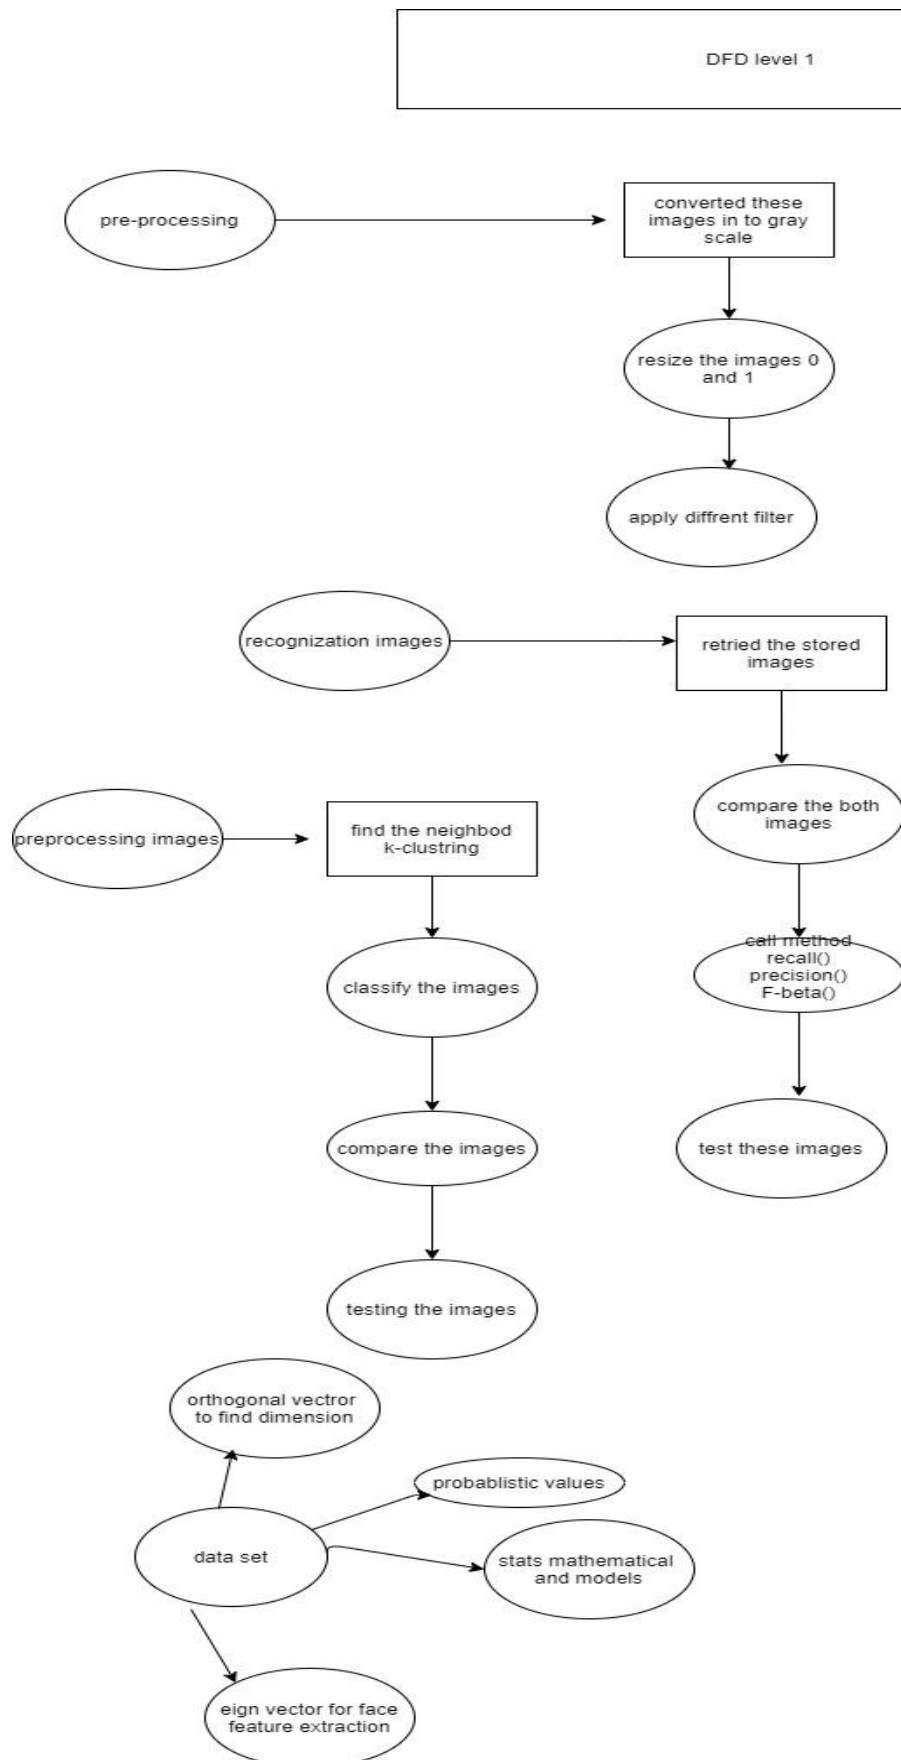 DFD level 1
pre-processing
converted these
images in to gray
scale
resize the images 0
and 1
apply diffrent filter
recognization images
retried the stored
images
compare the both
images
preprocessing images
find the neighbod
k-clustring
call method
recall()
precision()
F-beta()
classify the images
compare the images
test these images
testing the images
orthogonal vectror
to find dimension
probablistic values
data set
stats mathematical
and models
eign vector for face
feature extraction